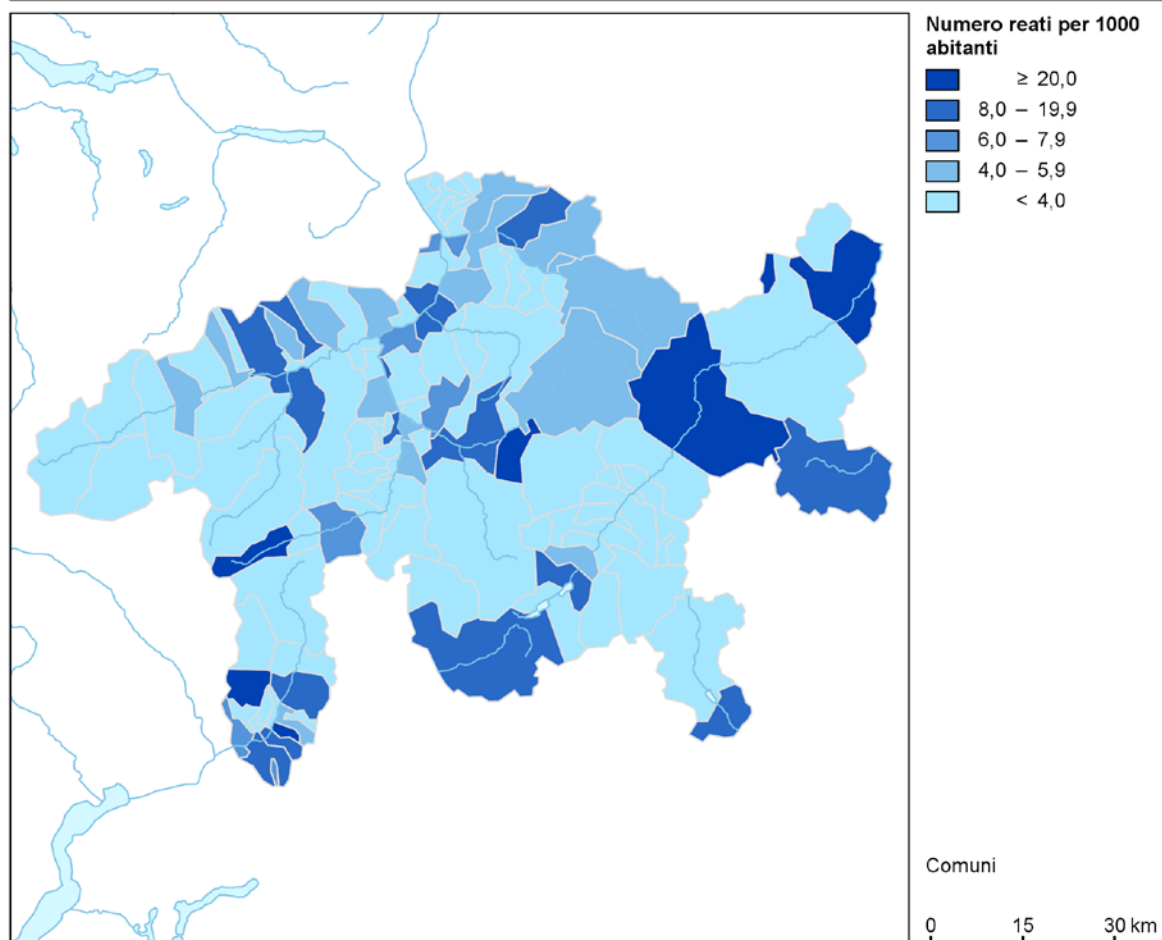 Numero reati per 1000
abitanti
≥ 20,0
8,0 – 19,9
6,0 – 7,9
4,0 – 5,9
< 4,0
Comuni
0 15 30 km